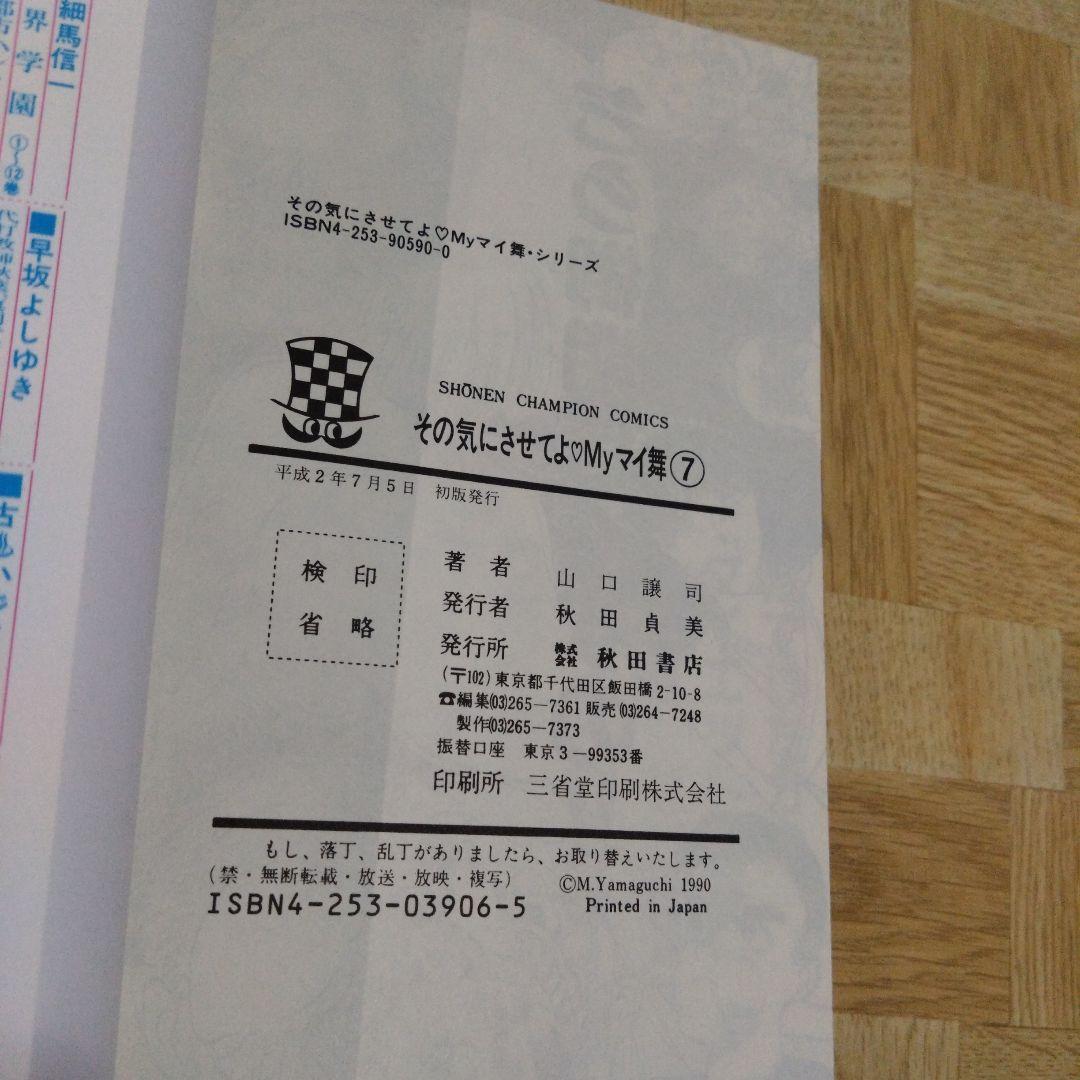 その気にさせてよ♡Myマイ舞・シリーズ
ISBN4-253-90590-0
SHŌNEN CHAMPION COMICS
その気にさせてよ♡Myマイ舞⑦
平成2年7月5日 初版発行
検印
省略
著者 山口譲司
発行者 秋田貞美
発行所 株式会社 秋田書店
(〒102)東京都千代田区飯田橋2-10-8
☎編集(03)265-7361 販売(03)264-7248
製作(03)265-7373
振替口座 東京3-99353番
印刷所 三省堂印刷株式会社
もし、落丁、乱丁がありましたら、お取り替えいたします。
(禁・無断転載・放送・放映・複写)
©M.Yamaguchi 1990
ISBN4-253-03906-5
Printed in Japan
細馬信一
界学園 ①〜⑫巻
■早坂よしゆき